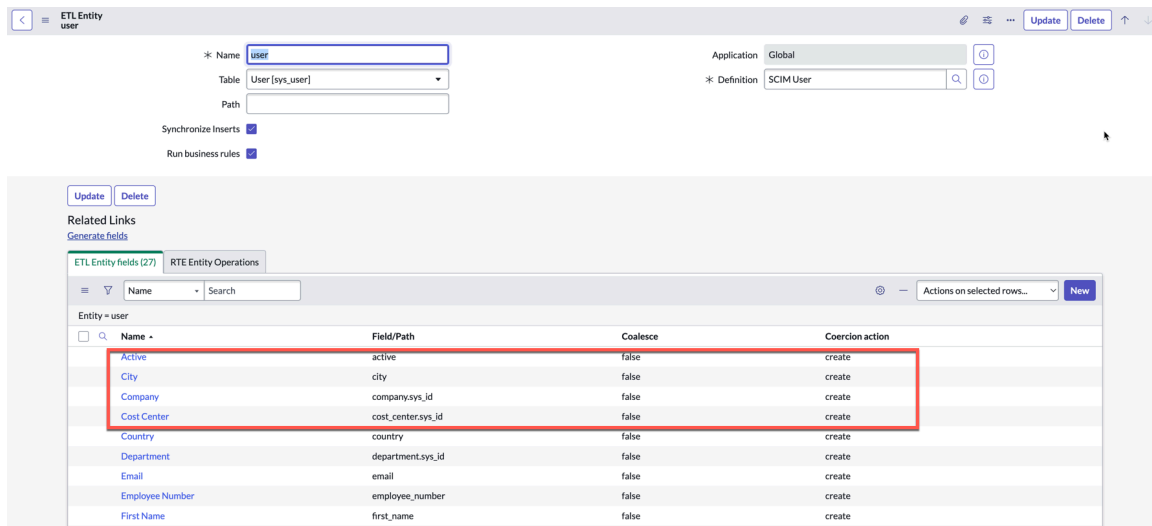 ETL Entity
user
Update Delete
Name user
Application Global
Table User [sys_user]
Definition SCIM User
Path
Synchronize Inserts
Run business rules
Update Delete
Related Links
Generate fields
ETL Entity fields (27) RTE Entity Operations
Name Search Actions on selected rows... New
Entity = user
Name Field/Path Coalesce Coercion action
Active active false create
City city false create
Company company.sys_id false create
Cost Center cost_center.sys_id false create
Country country false create
Department department.sys_id false create
Email email false create
Employee Number employee_number false create
First Name first_name false create